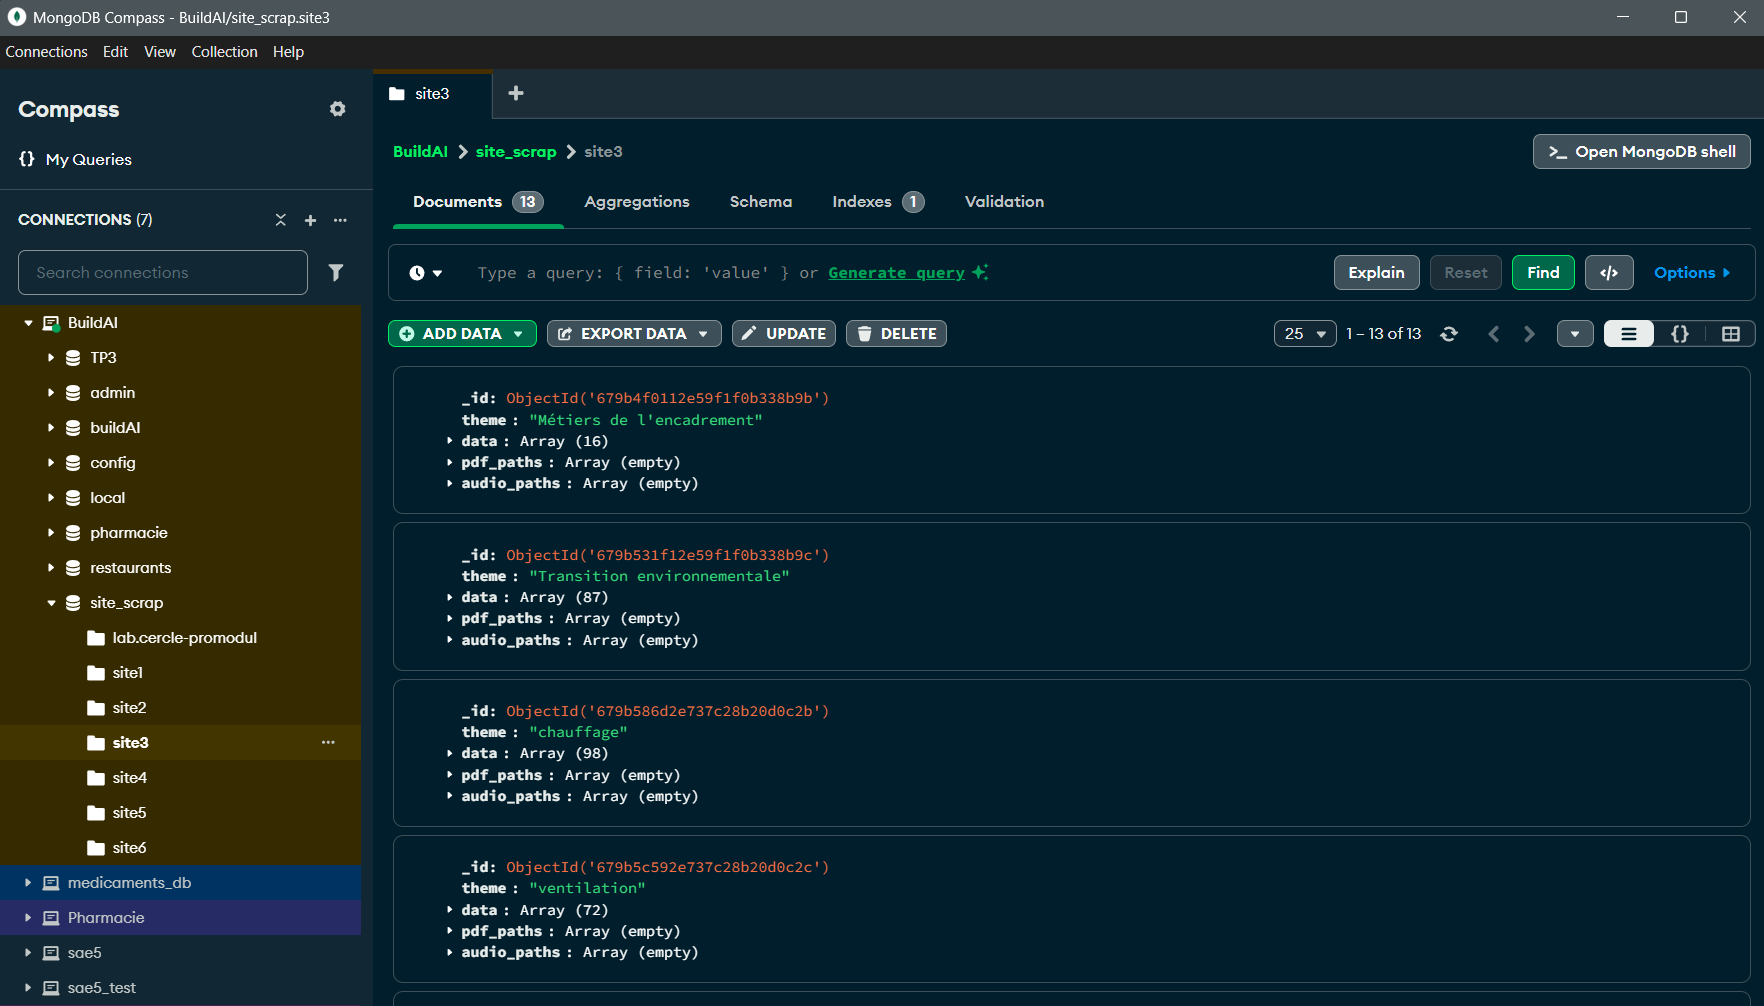 MongoDB Compass - BuildAI/site_scrap.site3
Connections Edit View Collection Help
Compass
{} My Queries
CONNECTIONS (7)
Search connections
BuildAI
TP3
admin
buildAI
config
local
pharmacie
restaurants
site_scrap
lab.cercle-promodul
site1
site2
site3
site4
site5
site6
medicaments_db
Pharmacie
sae5
sae5_test
site3
BuildAI > site_scrap > site3
>_ Open MongoDB shell
Documents 13 Aggregations Schema Indexes 1 Validation
Type a query: { field: 'value' } or Generate query
Explain Reset Find </> Options
ADD DATA EXPORT DATA UPDATE DELETE
25 1 – 13 of 13 {}
_id: ObjectId('679b4f0112e59f1f0b338b9b')
theme : "Métiers de l'encadrement"
data : Array (16)
pdf_paths : Array (empty)
audio_paths : Array (empty)
_id: ObjectId('679b531f12e59f1f0b338b9c')
theme : "Transition environnementale"
data : Array (87)
pdf_paths : Array (empty)
audio_paths : Array (empty)
_id: ObjectId('679b586d2e737c28b20d0c2b')
theme : "chauffage"
data : Array (98)
pdf_paths : Array (empty)
audio_paths : Array (empty)
_id: ObjectId('679b5c592e737c28b20d0c2c')
theme : "ventilation"
data : Array (72)
pdf_paths : Array (empty)
audio_paths : Array (empty)